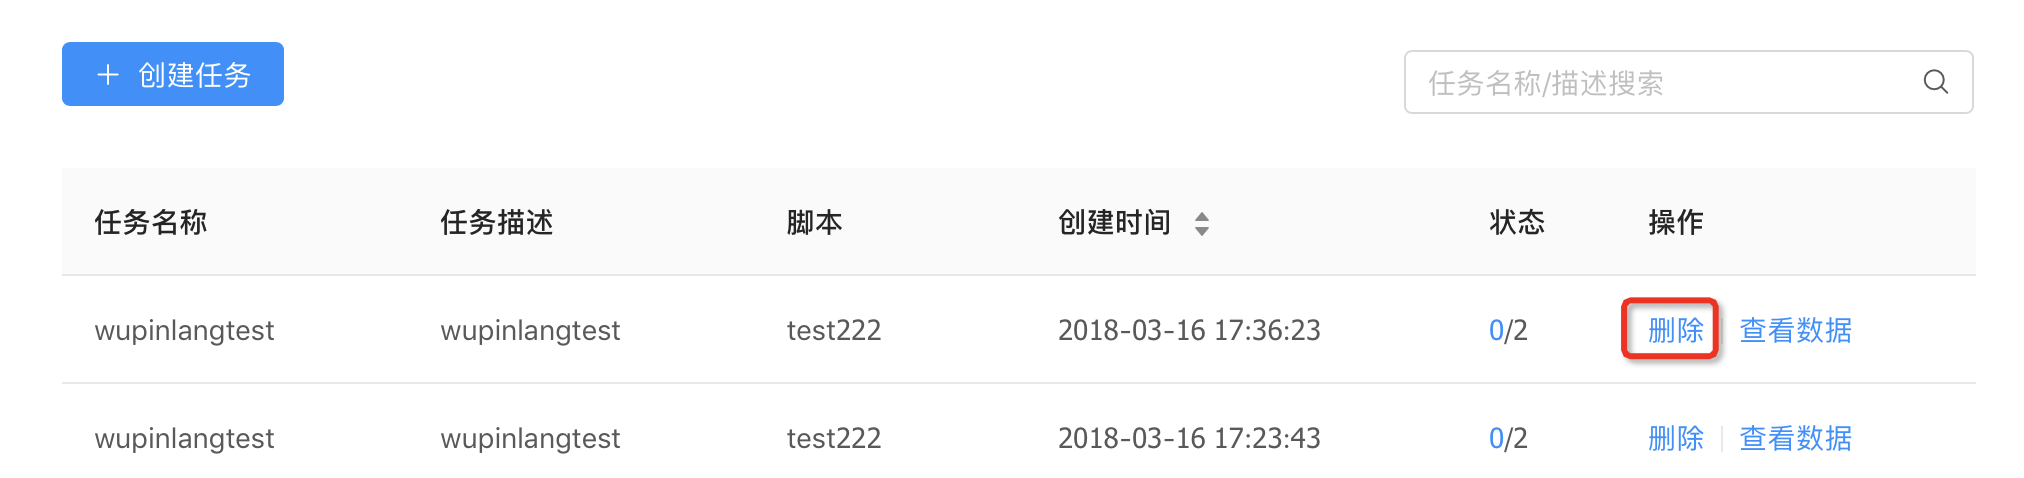 + 创建任务
任务名称/描述搜索
任务名称 任务描述 脚本 创建时间 状态 操作
wupinlangtest wupinlangtest test222 2018-03-16 17:36:23 0/2 删除 查看数据
wupinlangtest wupinlangtest test222 2018-03-16 17:23:43 0/2 删除 查看数据